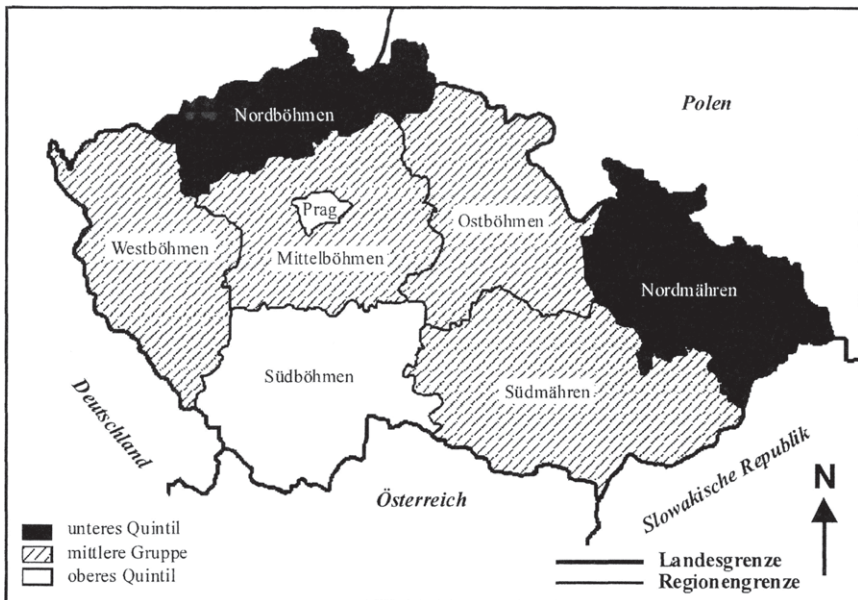 Nordböhmen
Polen
Prag
Ostböhmen
Westböhmen
Mittelböhmen
Nordmähren
Südböhmen
Südmähren
Deutschland
Österreich
Slowakische Republik
N
unteres Quintil
mittlere Gruppe
oberes Quintil
Landesgrenze
Regionengrenze